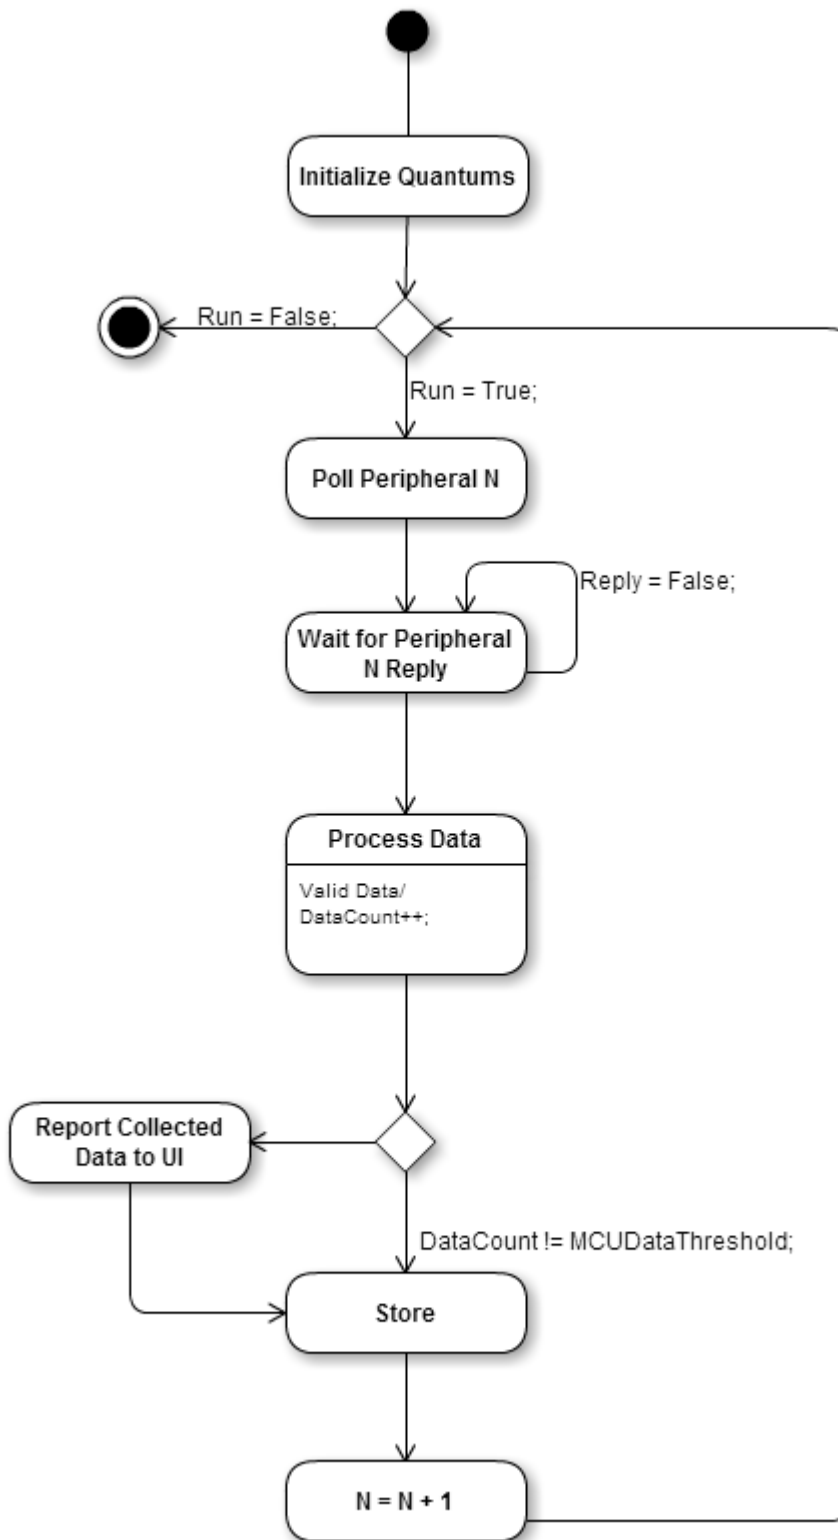 Initialize Quantums
Run = False;
Run = True;
Poll Peripheral N
Reply = False;
Wait for Peripheral
N Reply
Process Data
Valid Data/
DataCount++;
Report Collected
Data to UI
DataCount != MCUDataThreshold;
Store
N = N + 1